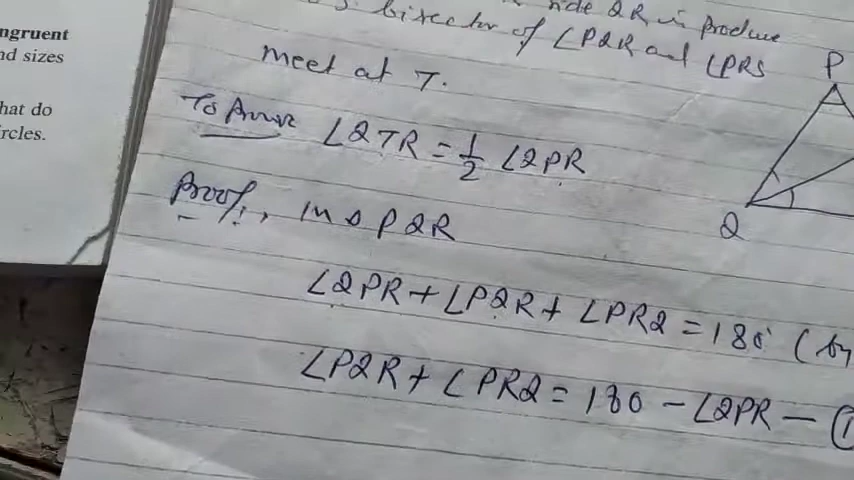 ngruent
nd sizes
hat do
rcles.
side QR is produce
bisector of ∠PQR and ∠PRS
meet at T.
To Prove ∠QTR = 1/2 ∠QPR
Proof:, In Δ PQR
∠QPR + ∠PQR + ∠PRQ = 180° (by
∠PQR + ∠PRQ = 180 - ∠QPR — (1
P
Q